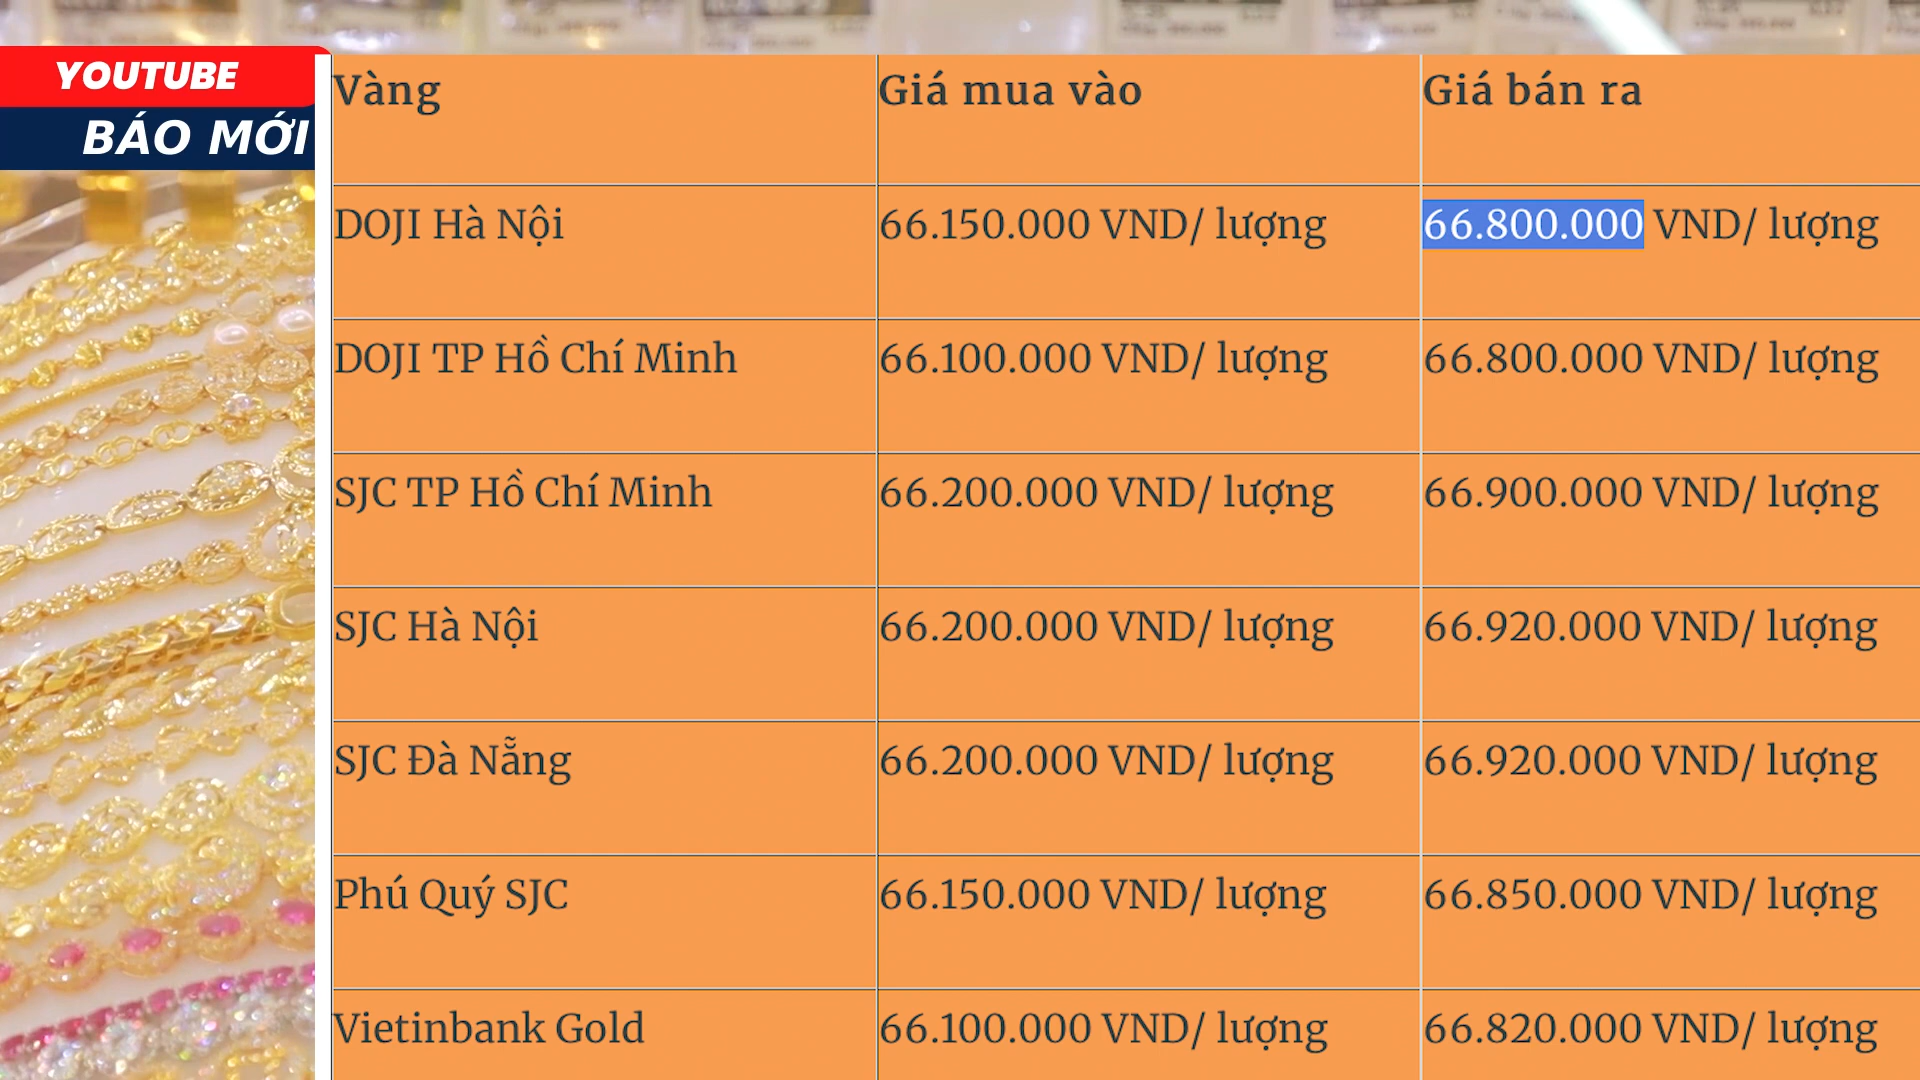 YOUTUBE
BÁO MỚI
Vàng Giá mua vào Giá bán ra
DOJI Hà Nội 66.150.000 VND/ lượng 66.800.000 VND/ lượng
DOJI TP Hồ Chí Minh 66.100.000 VND/ lượng 66.800.000 VND/ lượng
SJC TP Hồ Chí Minh 66.200.000 VND/ lượng 66.900.000 VND/ lượng
SJC Hà Nội 66.200.000 VND/ lượng 66.920.000 VND/ lượng
SJC Đà Nẵng 66.200.000 VND/ lượng 66.920.000 VND/ lượng
Phú Quý SJC 66.150.000 VND/ lượng 66.850.000 VND/ lượng
Vietinbank Gold 66.100.000 VND/ lượng 66.820.000 VND/ lượng